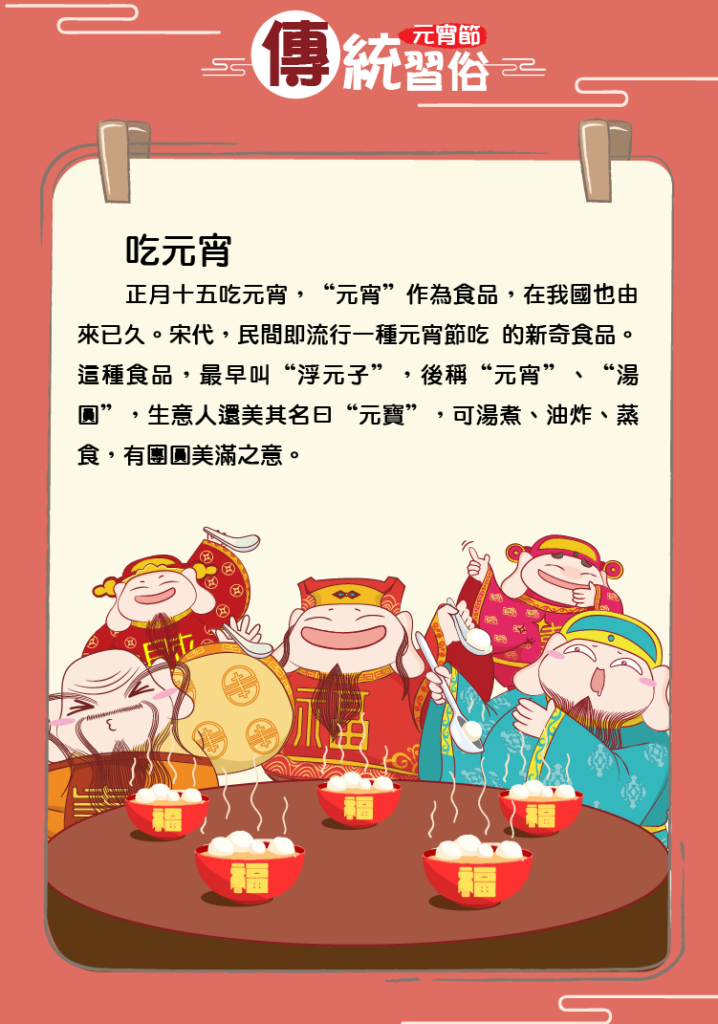 傳統習俗
元宵節
吃元宵
正月十五吃元宵，“元宵”作為食品，在我國也由
來已久。宋代，民間即流行一種元宵節吃 的新奇食品。
這種食品，最早叫“浮元子”，後稱“元宵”、“湯
圓”，生意人還美其名曰“元寶”，可湯煮、油炸、蒸
食，有團圓美滿之意。
財
福
福
福
福
福
福